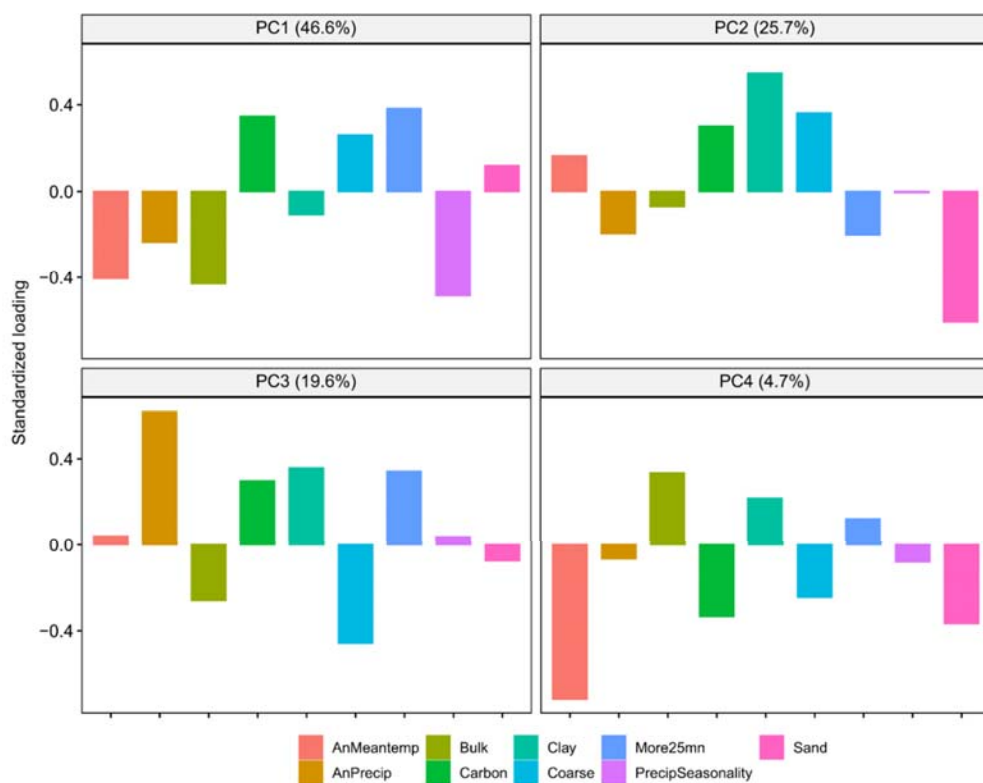 PC1 (46.6%)
PC2 (25.7%)
0.4
0.0
−0.4
PC3 (19.6%)
PC4 (4.7%)
0.4
0.0
−0.4
Standardized loading
AnMeantemp
Bulk
Clay
More25mn
Sand
AnPrecip
Carbon
Coarse
PrecipSeasonality